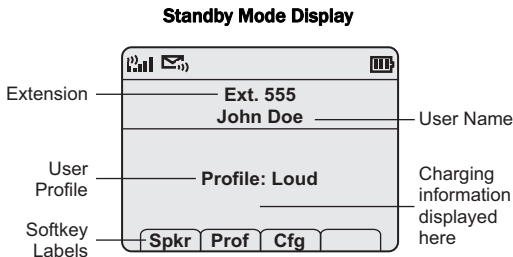 Standby Mode Display
Extension
Ext. 555
John Doe
User Name
User
Profile
Profile: Loud
Charging
information
displayed
here
Softkey
Labels
Spkr
Prof
Cfg